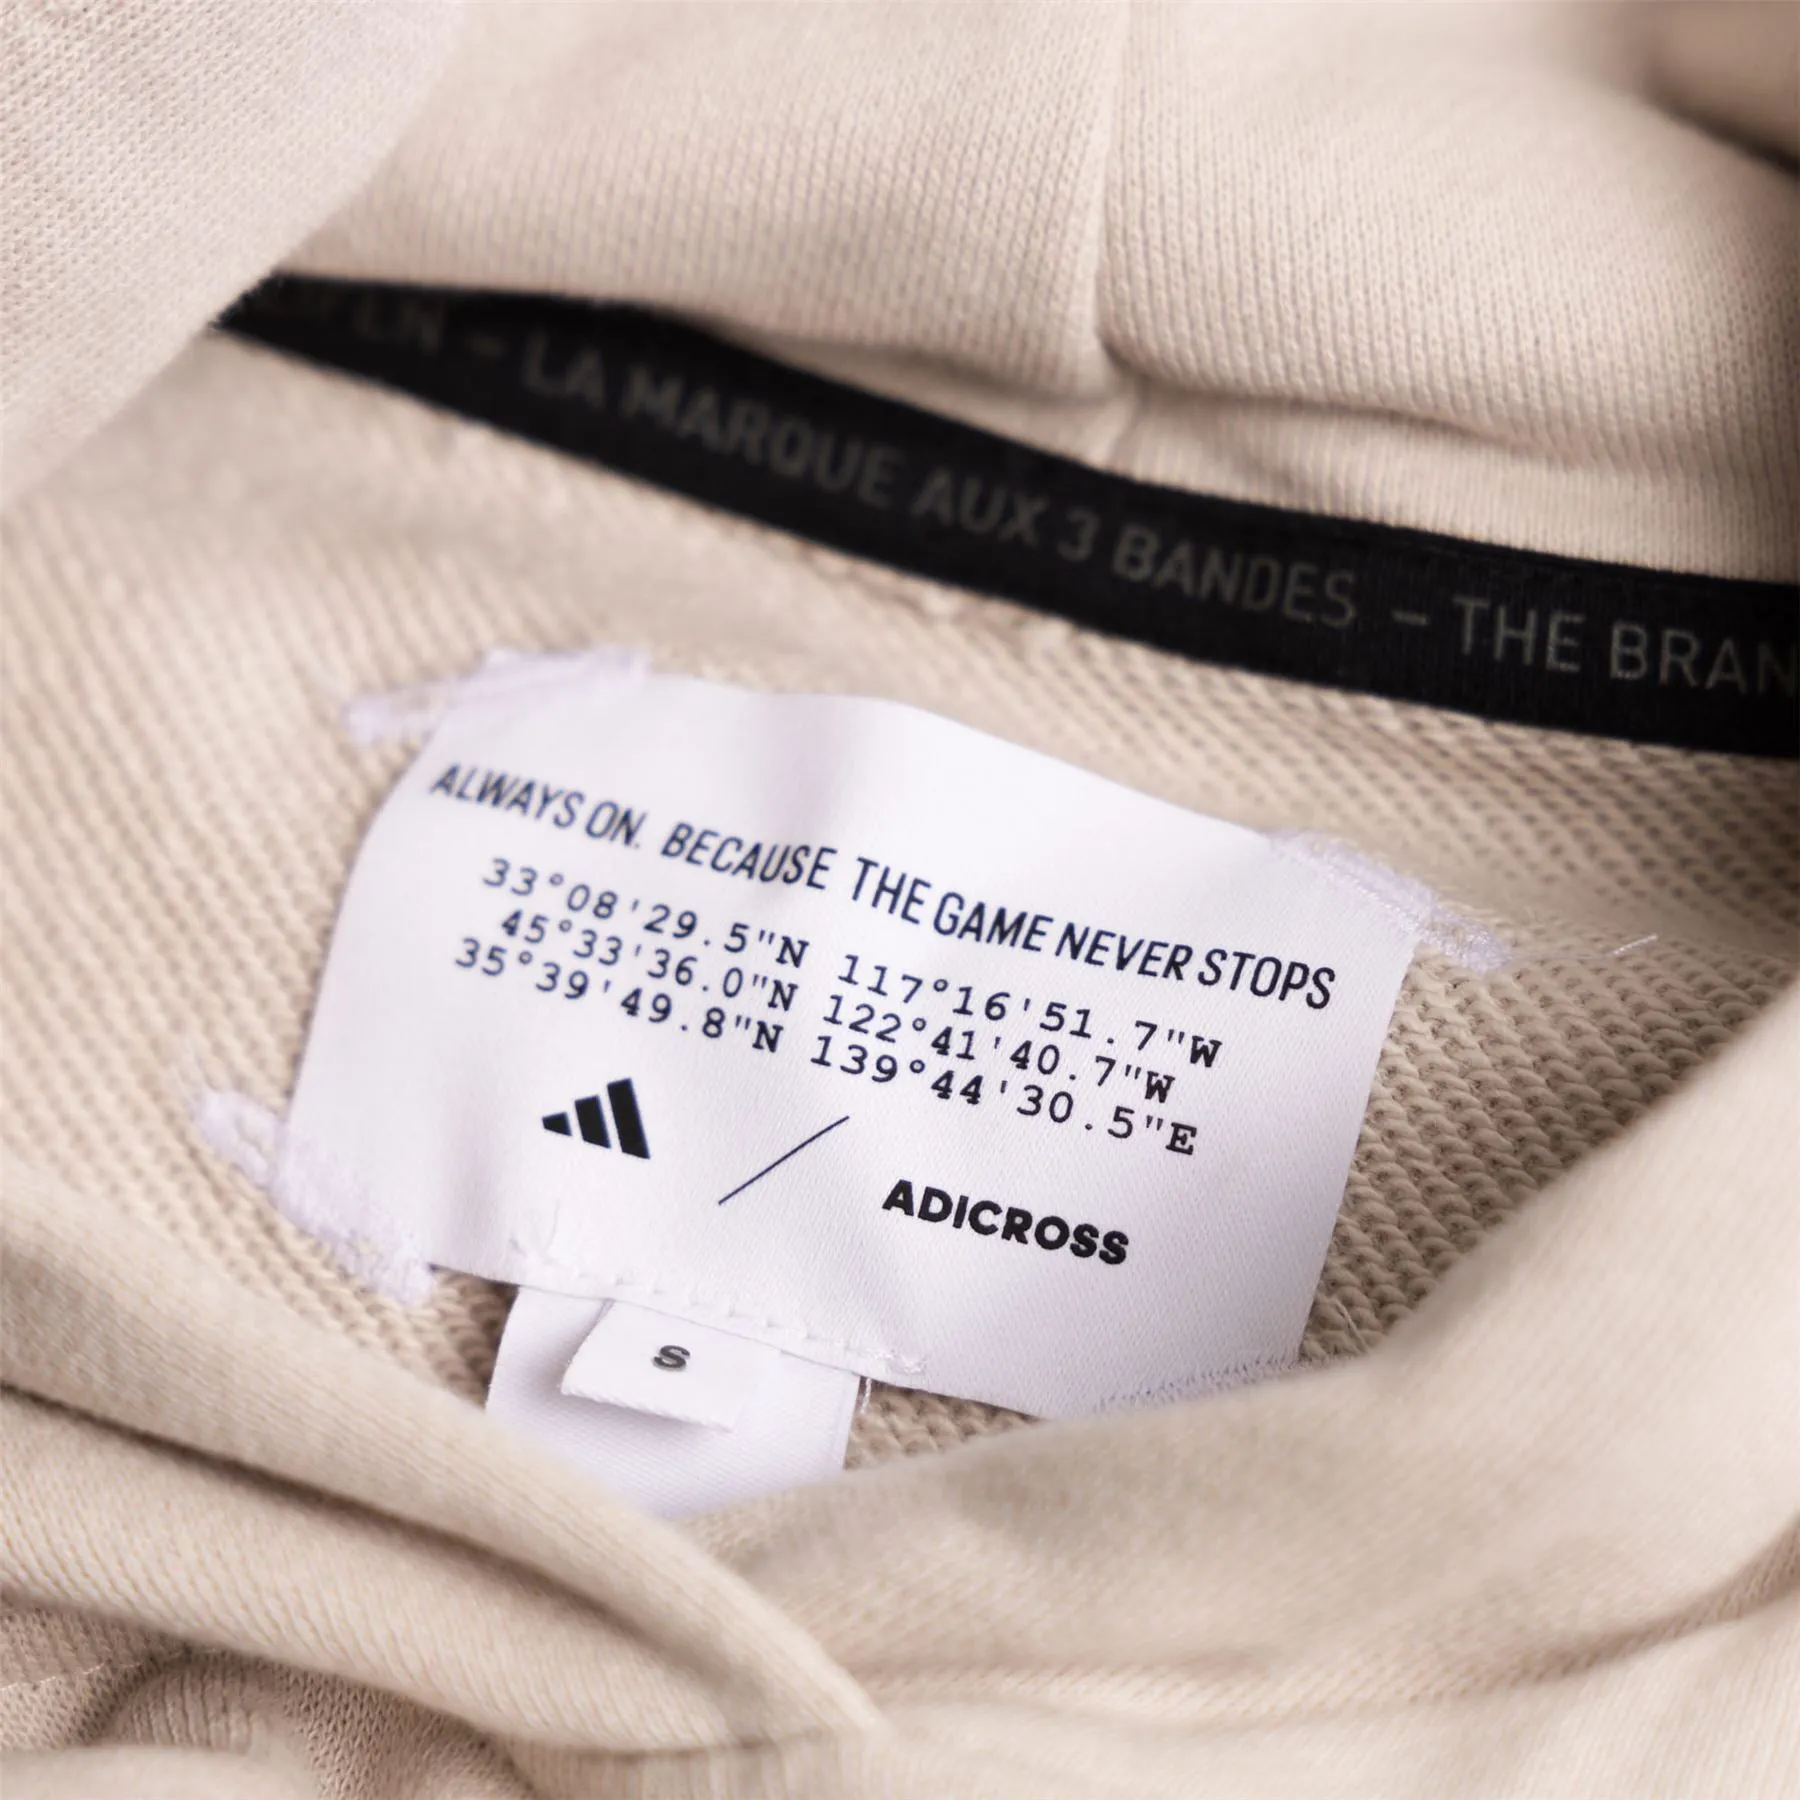 – LA MARQUE AUX 3 BANDES – THE BRAN
ALWAYS ON. BECAUSE THE GAME NEVER STOPS
33°08'29.5"N 117°16'51.7"W
45°33'36.0"N 122°41'40.7"W
35°39'49.8"N 139°44'30.5"E
ADICROSS
S